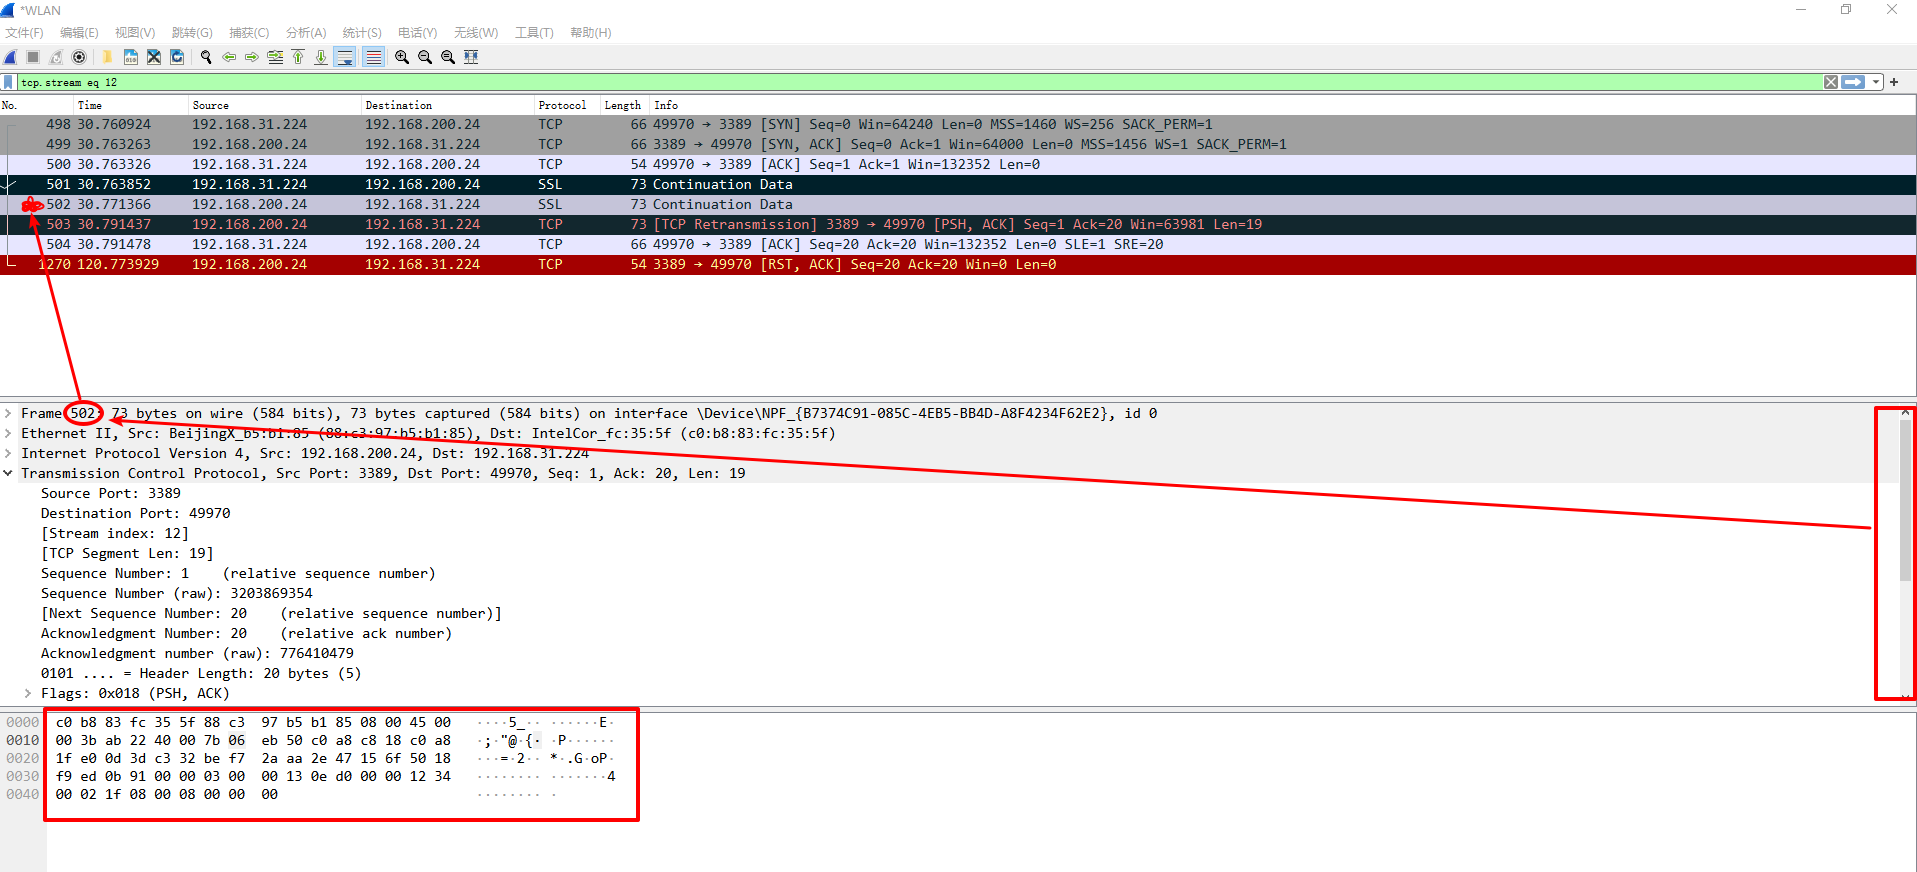 *WLAN
文件(F) 编辑(E) 视图(V) 跳转(G) 捕获(C) 分析(A) 统计(S) 电话(Y) 无线(W) 工具(T) 帮助(H)
tcp.stream eq 12
No. Time Source Destination Protocol Length Info
498 30.760924 192.168.31.224 192.168.200.24 TCP 66 49970 → 3389 [SYN] Seq=0 Win=64240 Len=0 MSS=1460 WS=256 SACK_PERM=1
499 30.763263 192.168.200.24 192.168.31.224 TCP 66 3389 → 49970 [SYN, ACK] Seq=0 Ack=1 Win=64000 Len=0 MSS=1456 WS=1 SACK_PERM=1
500 30.763326 192.168.31.224 192.168.200.24 TCP 54 49970 → 3389 [ACK] Seq=1 Ack=1 Win=132352 Len=0
501 30.763852 192.168.31.224 192.168.200.24 SSL 73 Continuation Data
502 30.771366 192.168.200.24 192.168.31.224 SSL 73 Continuation Data
503 30.791437 192.168.200.24 192.168.31.224 TCP 73 [TCP Retransmission] 3389 → 49970 [PSH, ACK] Seq=1 Ack=20 Win=63981 Len=19
504 30.791478 192.168.31.224 192.168.200.24 TCP 66 49970 → 3389 [ACK] Seq=20 Ack=20 Win=132352 Len=0 SLE=1 SRE=20
1270 120.773929 192.168.200.24 192.168.31.224 TCP 54 3389 → 49970 [RST, ACK] Seq=20 Ack=20 Win=0 Len=0
Frame 502: 73 bytes on wire (584 bits), 73 bytes captured (584 bits) on interface \Device\NPF_{B7374C91-085C-4EB5-BB4D-A8F4234F62E2}, id 0
Ethernet II, Src: BeijingX_b5:b1:85 (88:c3:97:b5:b1:85), Dst: IntelCor_fc:35:5f (c0:b8:83:fc:35:5f)
Internet Protocol Version 4, Src: 192.168.200.24, Dst: 192.168.31.224
Transmission Control Protocol, Src Port: 3389, Dst Port: 49970, Seq: 1, Ack: 20, Len: 19
Source Port: 3389
Destination Port: 49970
[Stream index: 12]
[TCP Segment Len: 19]
Sequence Number: 1 (relative sequence number)
Sequence Number (raw): 3203869354
[Next Sequence Number: 20 (relative sequence number)]
Acknowledgment Number: 20 (relative ack number)
Acknowledgment number (raw): 776410479
0101 .... = Header Length: 20 bytes (5)
Flags: 0x018 (PSH, ACK)
0000 c0 b8 83 fc 35 5f 88 c3 97 b5 b1 85 08 00 45 00 ····5_·· ······E·
0010 00 3b ab 22 40 00 7b 06 eb 50 c0 a8 c8 18 c0 a8 ·;·"@·{· ·P······
0020 1f e0 0d 3d c3 32 be f7 2a aa 2e 47 15 6f 50 18 ···=·2·· *·.G·oP·
0030 f9 ed 0b 91 00 00 03 00 00 13 0e d0 00 00 12 34 ········ ·······4
0040 00 02 1f 08 00 08 00 00 00 ········ ·